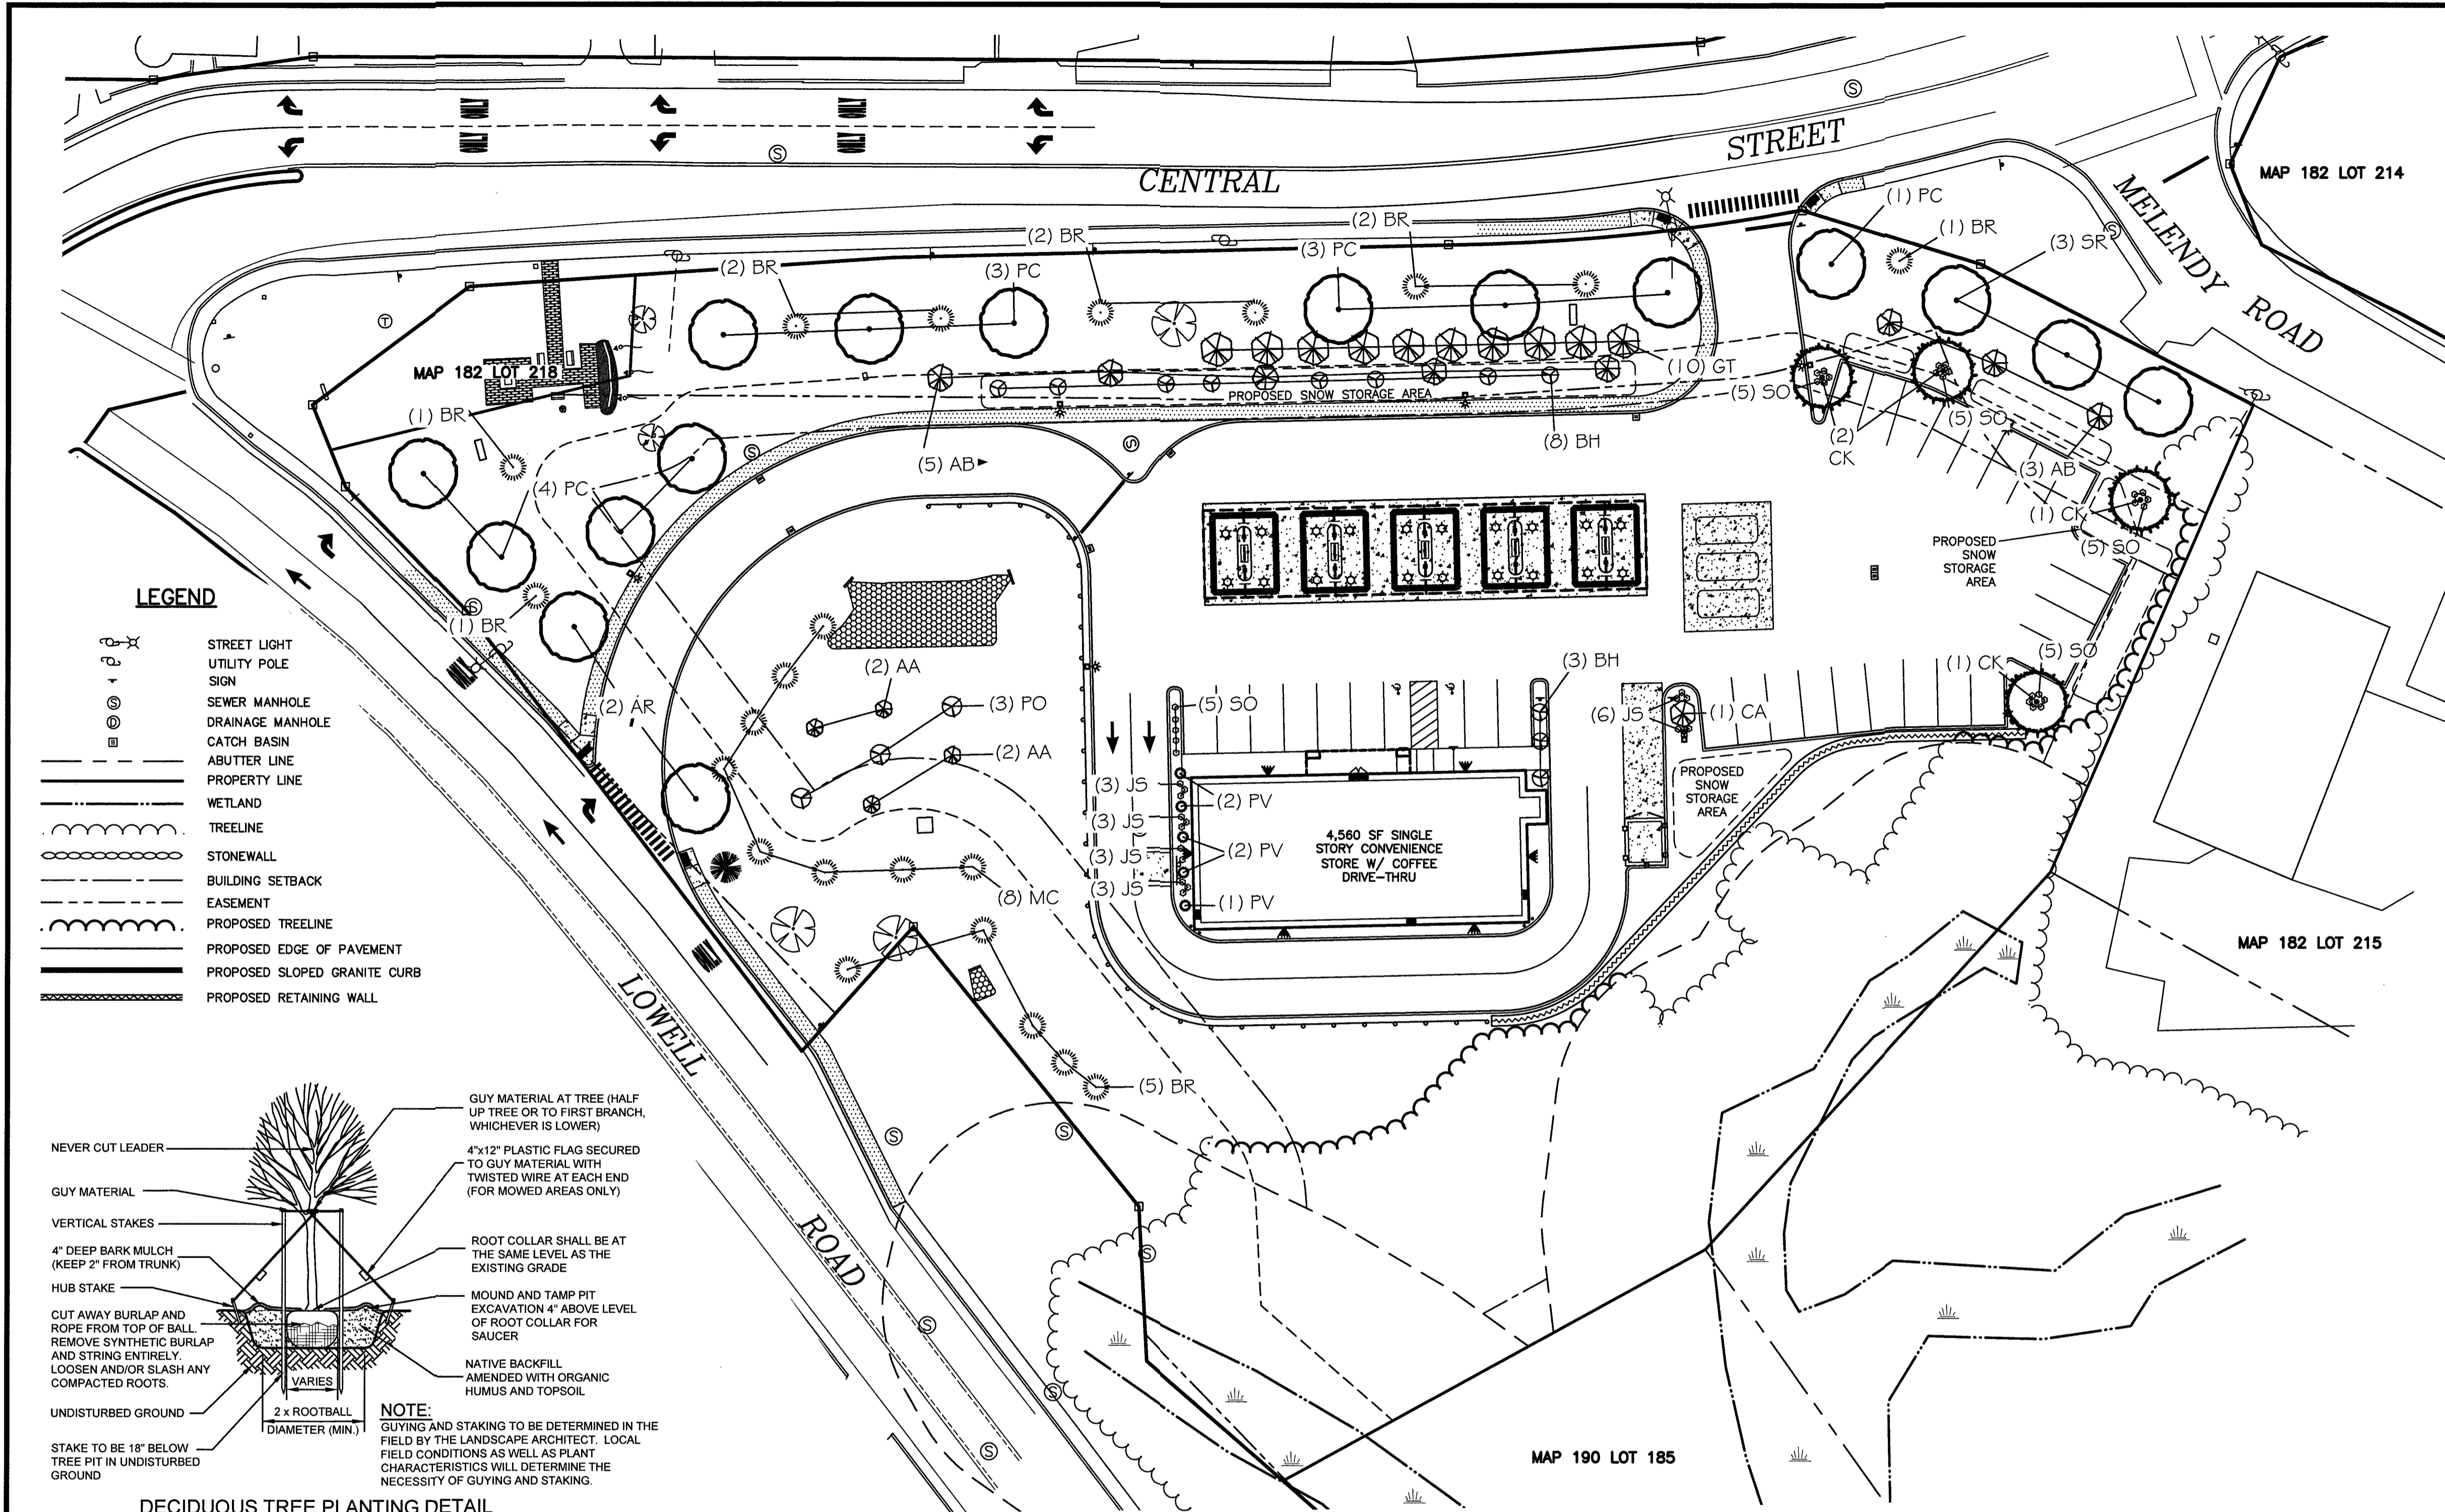 CENTRAL
STREET
MELENDY ROAD
MAP 182 LOT 214
ONLY
ONLY
ONLY
ONLY
(1) PC
(1) BR
(3) SR
(2) BR
(2) BR
(2) BR
(3) PC
(3) PC
MAP 182 LOT 218
(1) BR
(10) GT
PROPOSED SNOW STORAGE AREA
(5) SO
(5) SO
(2)
CK
(8) BH
(5) AB
(3) AB
(1) CK
(5) SO
(4) PC
PROPOSED
SNOW
STORAGE
AREA
(1) BR
ONLY
(2) AR
(2) AA
(3) PO
(2) AA
(8) MC
(3) BH
(5) SO
(6) JS
(1) CA
(1) CK
(5) SO
(3) JS
(2) PV
(3) JS
(2) PV
(3) JS
(3) JS
(1) PV
PROPOSED
SNOW
STORAGE
AREA
4,560 SF SINGLE
STORY CONVENIENCE
STORE W/ COFFEE
DRIVE-THRU
ONLY
(5) BR
LOWELL
ROAD
MAP 182 LOT 215
MAP 190 LOT 185
LEGEND
STREET LIGHT
UTILITY POLE
SIGN
S SEWER MANHOLE
D DRAINAGE MANHOLE
CATCH BASIN
ABUTTER LINE
PROPERTY LINE
WETLAND
TREELINE
STONEWALL
BUILDING SETBACK
EASEMENT
PROPOSED TREELINE
PROPOSED EDGE OF PAVEMENT
PROPOSED SLOPED GRANITE CURB
PROPOSED RETAINING WALL
NEVER CUT LEADER
GUY MATERIAL
VERTICAL STAKES
4" DEEP BARK MULCH
(KEEP 2" FROM TRUNK)
HUB STAKE
CUT AWAY BURLAP AND
ROPE FROM TOP OF BALL.
REMOVE SYNTHETIC BURLAP
AND STRING ENTIRELY.
LOOSEN AND/OR SLASH ANY
COMPACTED ROOTS.
UNDISTURBED GROUND
STAKE TO BE 18" BELOW
TREE PIT IN UNDISTURBED
GROUND
VARIES
2 x ROOTBALL
DIAMETER (MIN.)
GUY MATERIAL AT TREE (HALF
UP TREE OR TO FIRST BRANCH,
WHICHEVER IS LOWER)
4"x12" PLASTIC FLAG SECURED
TO GUY MATERIAL WITH
TWISTED WIRE AT EACH END
(FOR MOWED AREAS ONLY)
ROOT COLLAR SHALL BE AT
THE SAME LEVEL AS THE
EXISTING GRADE
MOUND AND TAMP PIT
EXCAVATION 4" ABOVE LEVEL
OF ROOT COLLAR FOR
SAUCER
NATIVE BACKFILL
AMENDED WITH ORGANIC
HUMUS AND TOPSOIL
NOTE:
GUYING AND STAKING TO BE DETERMINED IN THE
FIELD BY THE LANDSCAPE ARCHITECT. LOCAL
FIELD CONDITIONS AS WELL AS PLANT
CHARACTERISTICS WILL DETERMINE THE
NECESSITY OF GUYING AND STAKING.
DECIDUOUS TREE PLANTING DETAIL